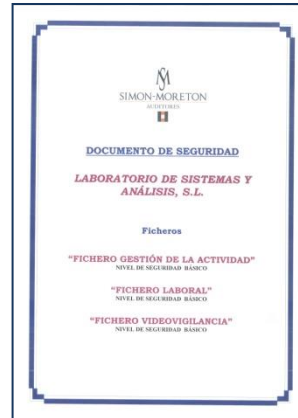 SM
SIMON-MORETON
AUDITORES
DOCUMENTO DE SEGURIDAD
LABORATORIO DE SISTEMAS Y
ANÁLISIS, S.L.
Ficheros
"FICHERO GESTIÓN DE LA ACTIVIDAD"
NIVEL DE SEGURIDAD BÁSICO
"FICHERO LABORAL"
NIVEL DE SEGURIDAD BÁSICO
"FICHERO VIDEOVIGILANCIA"
NIVEL DE SEGURIDAD BÁSICO